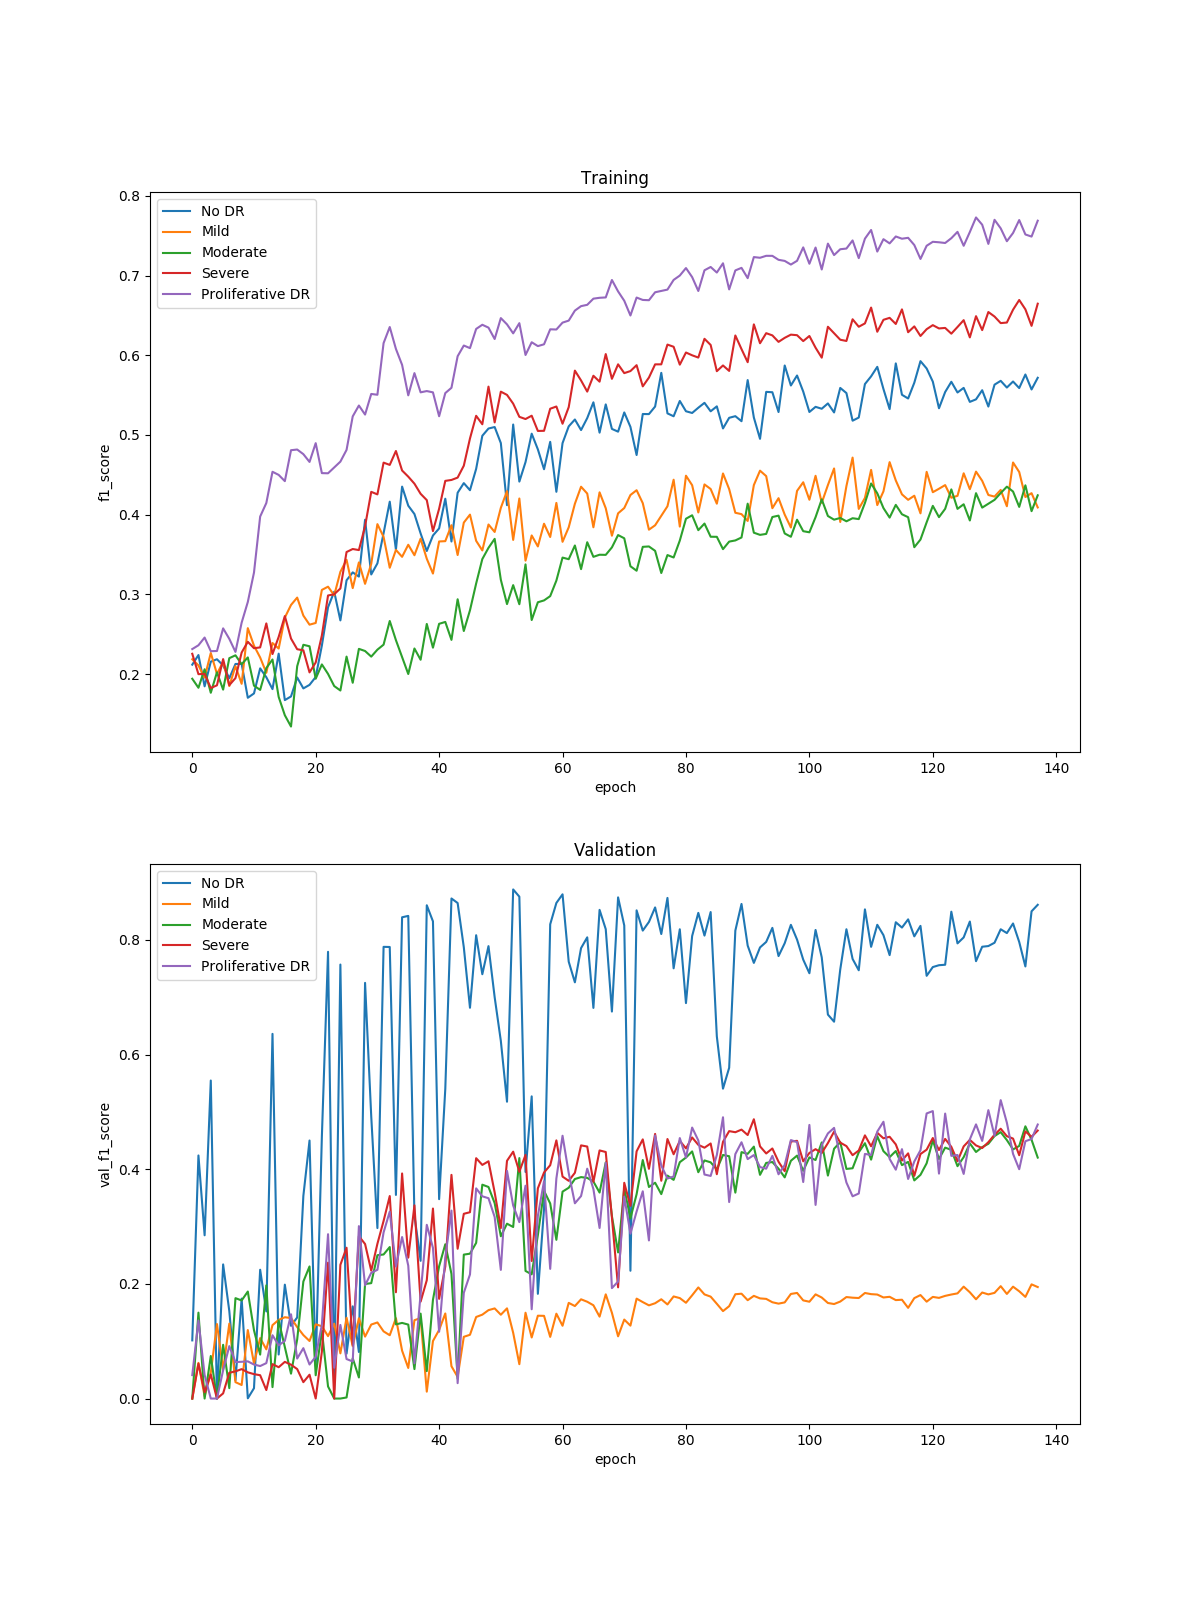 Training
0.8
0.7
0.6
0.5
0.4
0.3
0.2
f1_score
No DR
Mild
Moderate
Severe
Proliferative DR
0 20 40 60 80 100 120 140
epoch
Validation
0.8
0.6
0.4
0.2
0.0
val_f1_score
No DR
Mild
Moderate
Severe
Proliferative DR
0 20 40 60 80 100 120 140
epoch